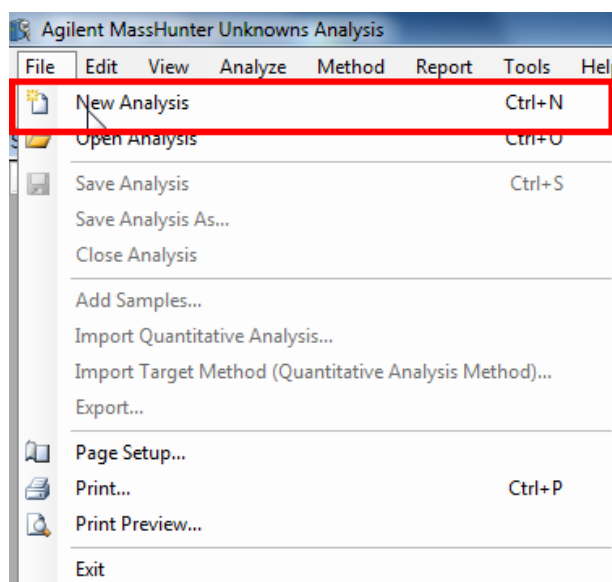 Agilent MassHunter Unknowns Analysis
File Edit View Analyze Method Report Tools Hel
New Analysis Ctrl+N
Open Analysis Ctrl+O
Save Analysis Ctrl+S
Save Analysis As...
Close Analysis
Add Samples...
Import Quantitative Analysis...
Import Target Method (Quantitative Analysis Method)...
Export...
Page Setup...
Print... Ctrl+P
Print Preview...
Exit